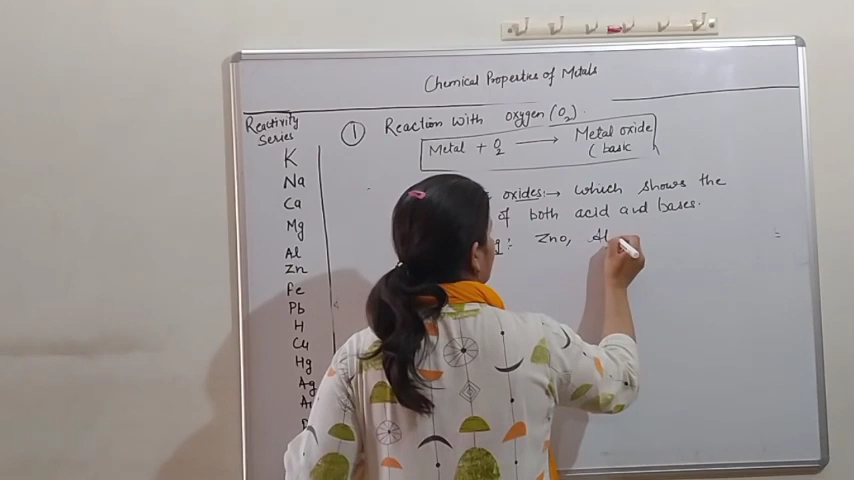 Chemical Properties of Metals
Reactivity
Series
K
Na
Ca
Mg
Al
Zn
Fe
Pb
H
Cu
Hg
Ag
① Reaction with oxygen (O₂).
Metal + O₂ ⟶ Metal oxide
(basic
oxides:→ which shows the
of both acid and bases.
g: Zno, Al
=